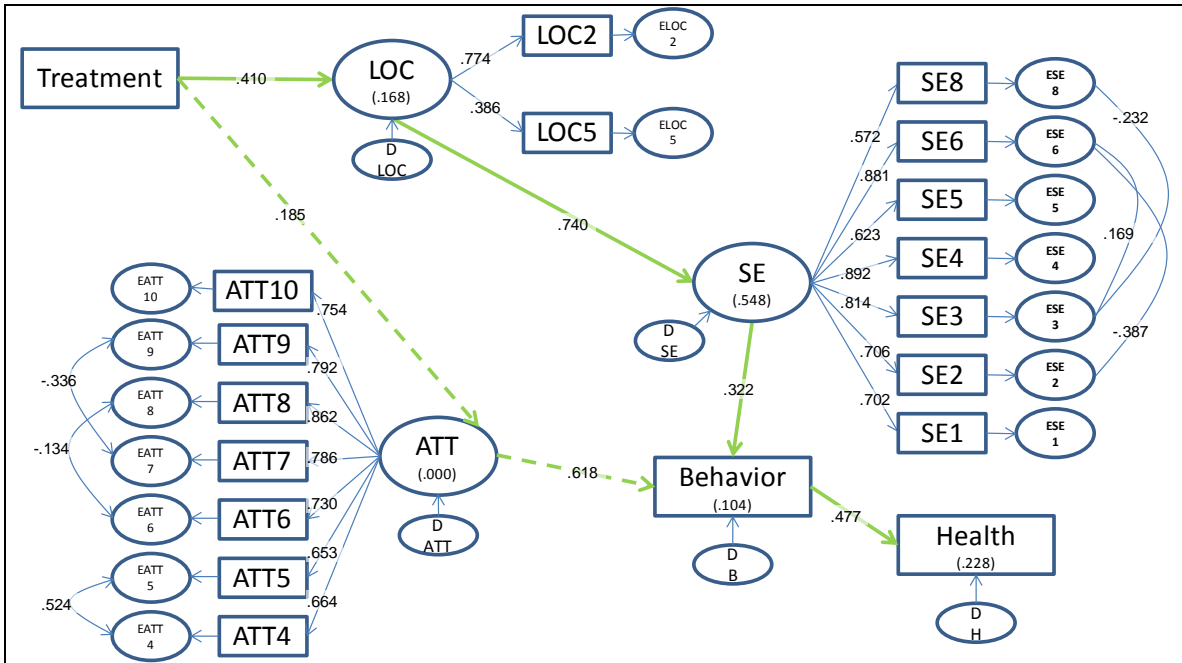 Treatment
.410
LOC
(.168)
D
LOC
.774
.386
LOC2
LOC5
ELOC
2
ELOC
5
.185
.740
SE
(.548)
D
SE
.572
.881
.623
.892
.814
.706
.702
SE8
SE6
SE5
SE4
SE3
SE2
SE1
ESE
8
ESE
6
ESE
5
ESE
4
ESE
3
ESE
2
ESE
1
-.232
.169
-.387
EATT
10
EATT
9
EATT
8
EATT
7
EATT
6
EATT
5
EATT
4
-.336
-.134
.524
ATT10
ATT9
ATT8
ATT7
ATT6
ATT5
ATT4
.754
.792
.862
.786
.730
.653
.664
ATT
(.000)
D
ATT
.618
.322
Behavior
(.104)
D
B
.477
Health
(.228)
D
H